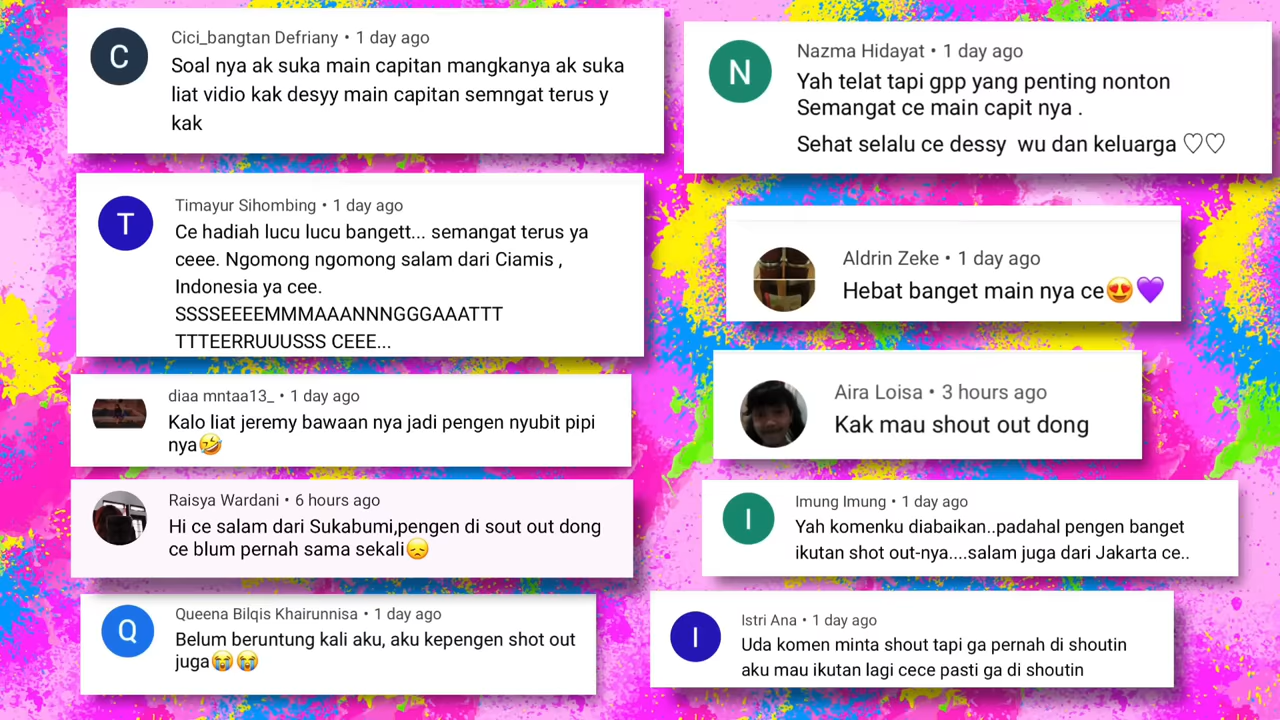 C
Cici_bangtan Defriany • 1 day ago
Soal nya ak suka main capitan mangkanya ak suka
liat vidio kak desyy main capitan semngat terus y
kak
T
Timayur Sihombing • 1 day ago
Ce hadiah lucu lucu bangett... semangat terus ya
ceee. Ngomong ngomong salam dari Ciamis ,
Indonesia ya cee.
SSSSEEEEMMMAAANNNGGGAAATTT
TTTEERRUUUSSS CEEE...
diaa mntaa13_ • 1 day ago
Kalo liat jeremy bawaan nya jadi pengen nyubit pipi
nya🤣
Raisya Wardani • 6 hours ago
Hi ce salam dari Sukabumi,pengen di sout out dong
ce blum pernah sama sekali😞
Q
Queena Bilqis Khairunnisa • 1 day ago
Belum beruntung kali aku, aku kepengen shot out
juga😭😭
N
Nazma Hidayat • 1 day ago
Yah telat tapi gpp yang penting nonton
Semangat ce main capit nya .
Sehat selalu ce dessy  wu dan keluarga ♡♡
Aldrin Zeke • 1 day ago
Hebat banget main nya ce😍💜
Aira Loisa • 3 hours ago
Kak mau shout out dong
I
Imung Imung • 1 day ago
Yah komenku diabaikan..padahal pengen banget
ikutan shot out-nya....salam juga dari Jakarta ce..
I
Istri Ana • 1 day ago
Uda komen minta shout tapi ga pernah di shoutin
aku mau ikutan lagi cece pasti ga di shoutin